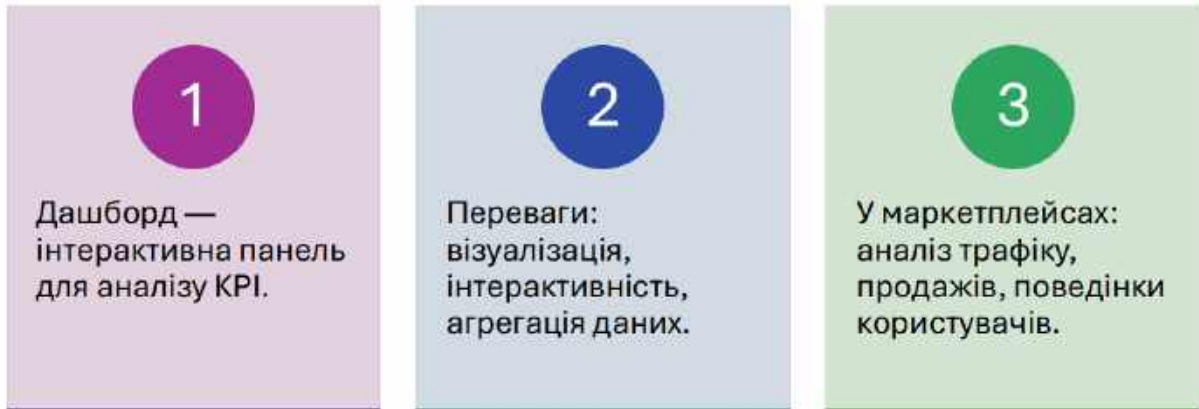 1
Дашборд —
інтерактивна панель
для аналізу KPI.
2
Переваги:
візуалізація,
інтерактивність,
агрегація даних.
3
У маркетплейсах:
аналіз трафіку,
продажів, поведінки
користувачів.